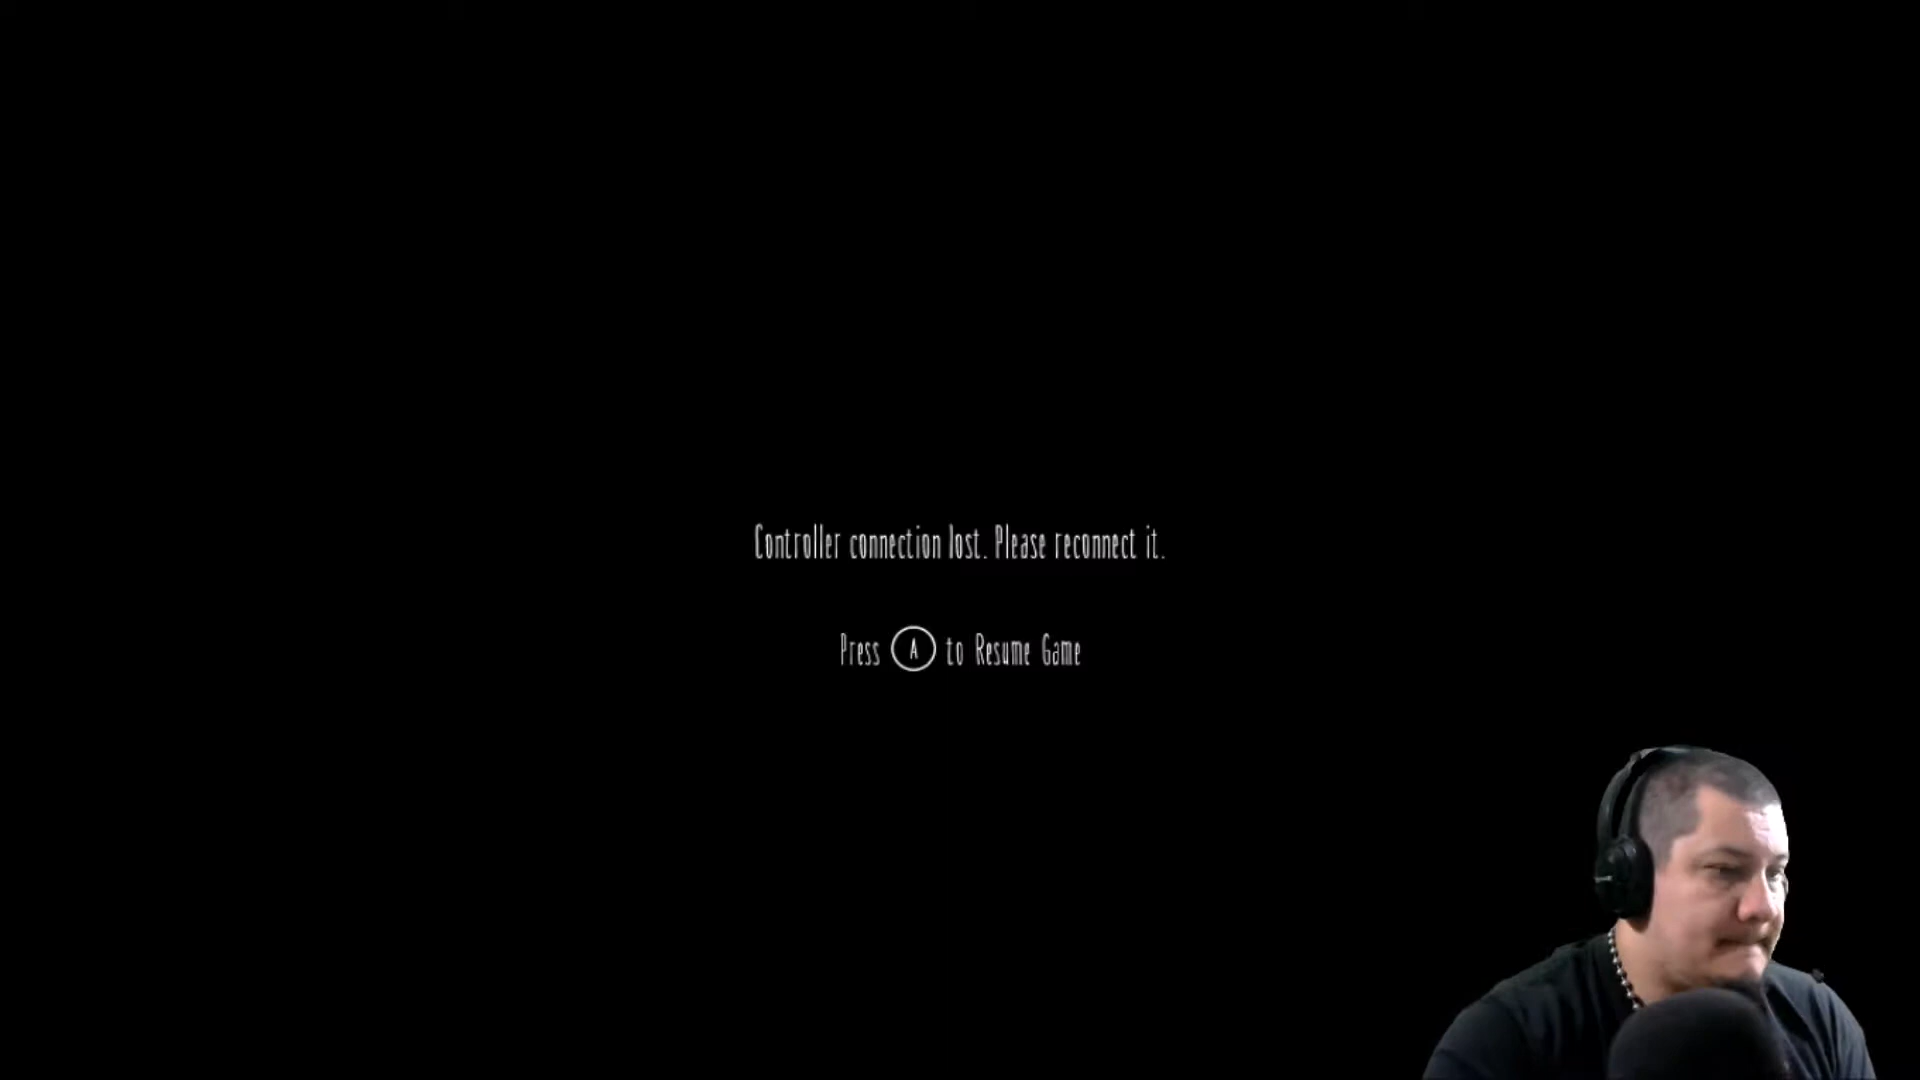 Controller connection lost. Please reconnect it.
Press A to Resume Game